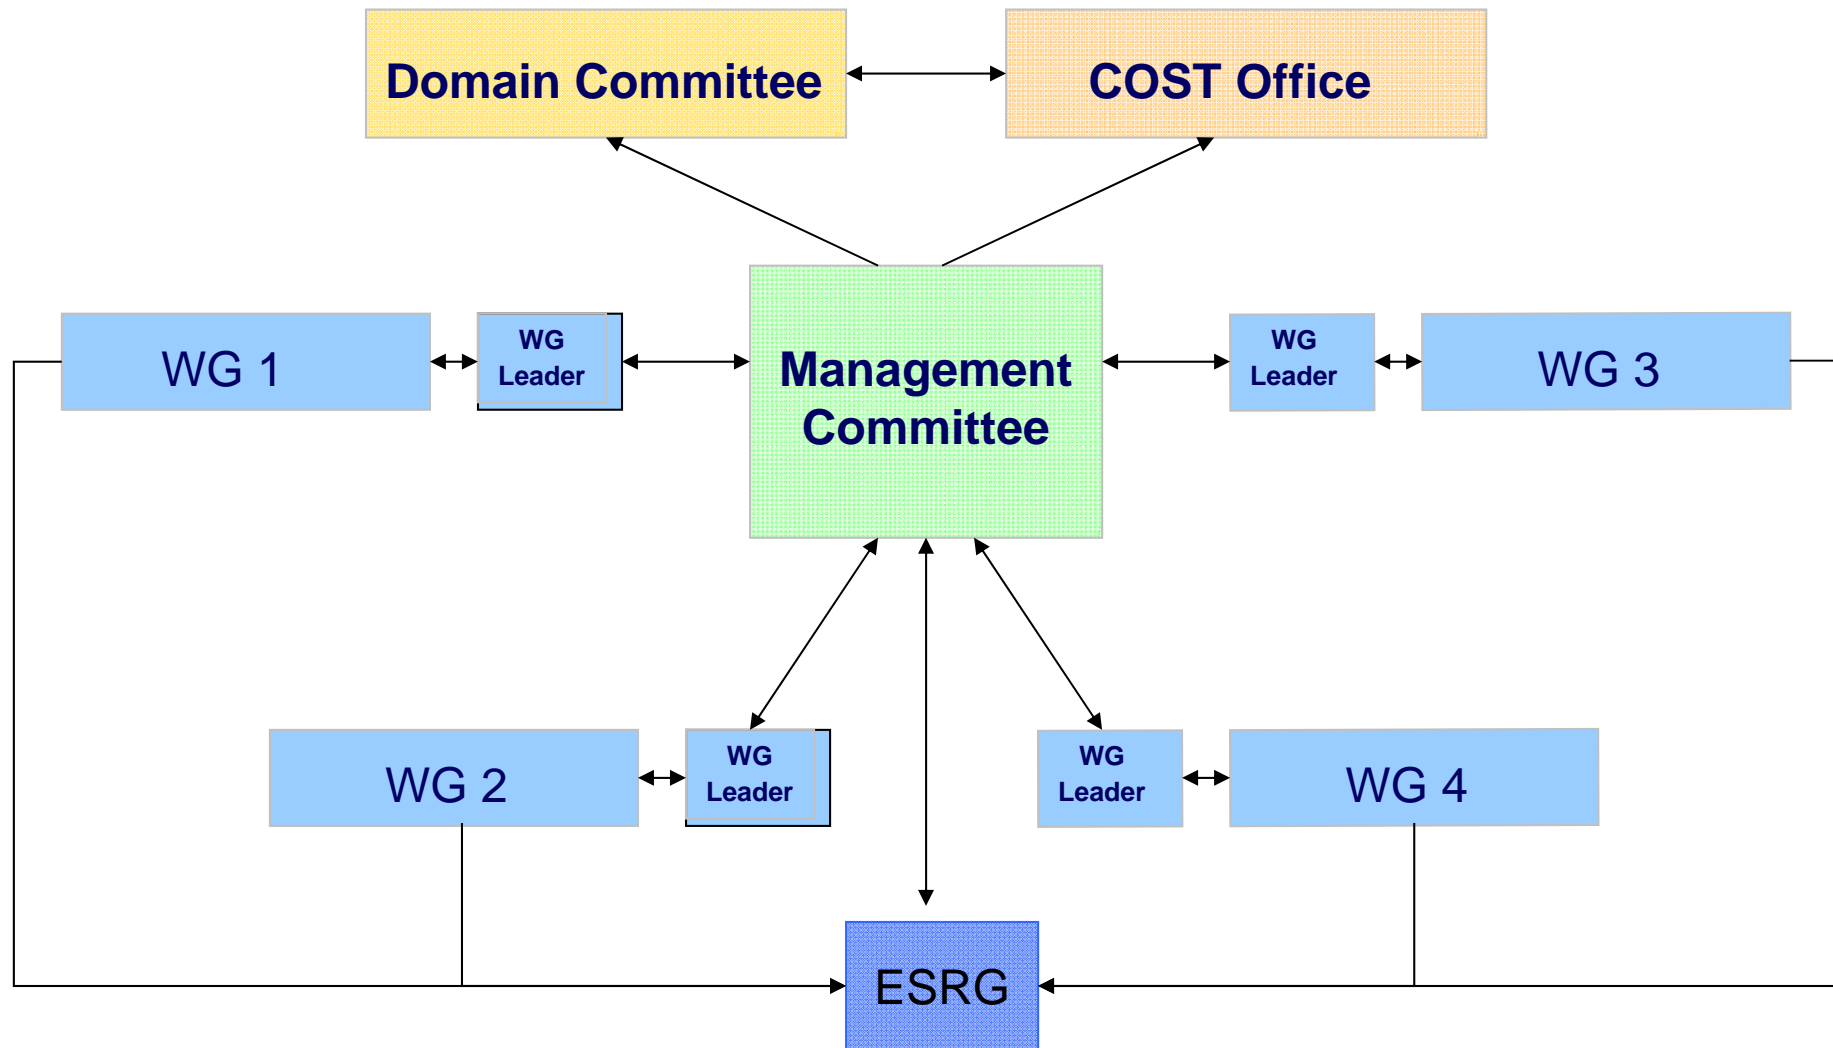 Domain Committee
COST Office
WG 1
WG
Leader
Management
Committee
WG
Leader
WG 3
WG 2
WG
Leader
WG
Leader
WG 4
ESRG